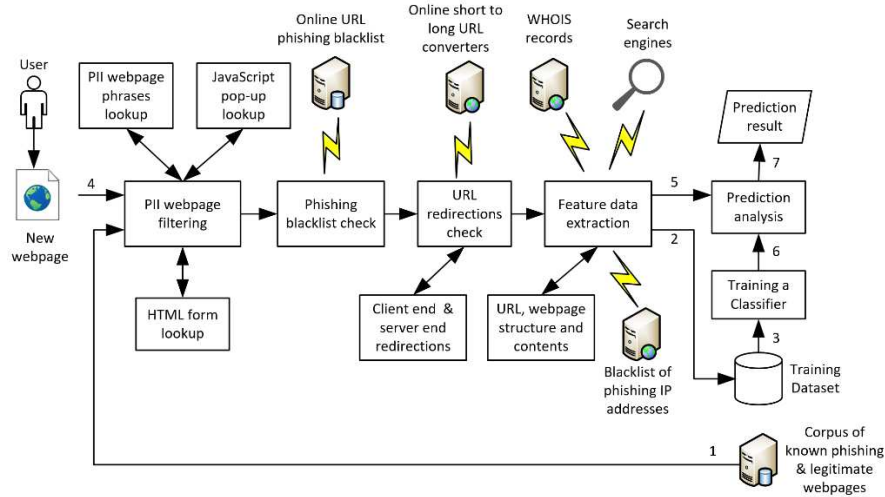 Online URL
phishing blacklist
Online short to
long URL
converters
WHOIS
records
Search
engines
User
PII webpage
phrases
lookup
JavaScript
pop-up
lookup
Prediction
result
7
4
5
New
webpage
PII webpage
filtering
Phishing
blacklist check
URL
redirections
check
Feature data
extraction
Prediction
analysis
2
6
HTML form
lookup
Client end &
server end
redirections
URL, webpage
structure and
contents
Training a
Classifier
3
Blacklist of
phishing IP
addresses
Training
Dataset
1
Corpus of
known phishing
& legitimate
webpages